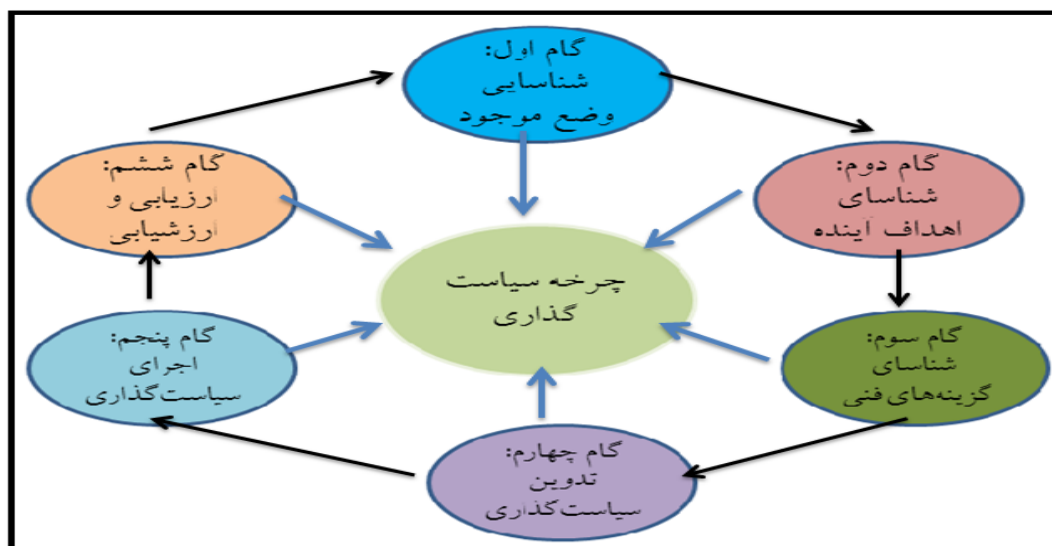 گام اول:
شناسایی
وضع موجود
گام دوم:
شناسای
اهداف آینده
گام سوم:
شناسای
گزینه‌های فنی
گام چهارم:
تدوین
سیاست‌گذاری
گام پنجم:
اجرای
سیاست‌گذاری
گام ششم:
ارزیابی و
ارزشیابی
چرخه سیاست
گذاری